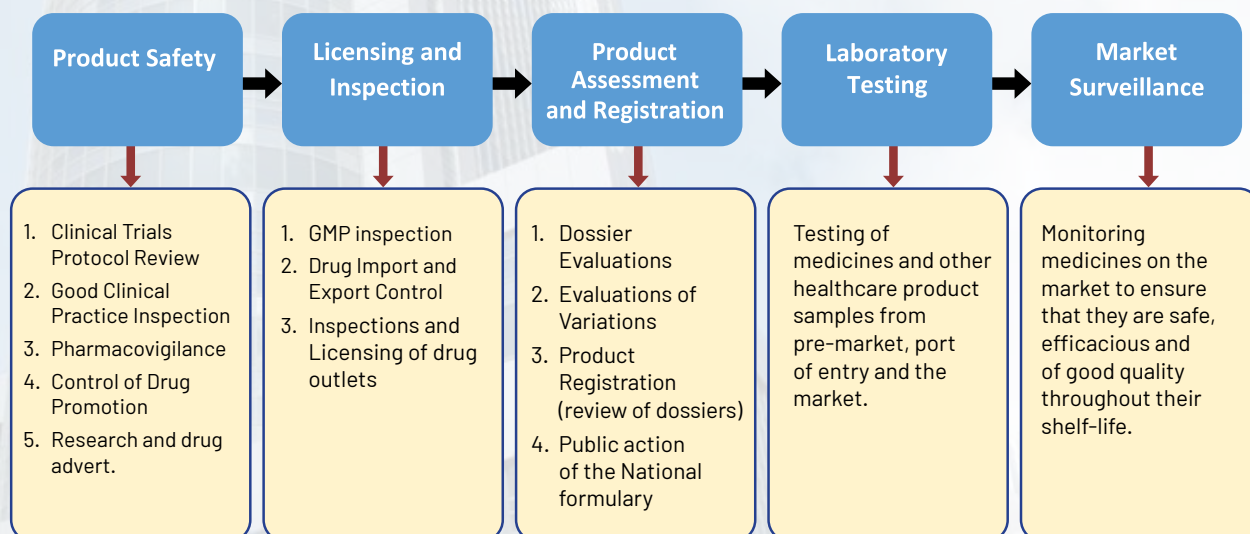 Product Safety
Licensing and
Inspection
Product
Assessment
and Registration
Laboratory
Testing
Market
Surveillance
1. Clinical Trials
Protocol Review
2. Good Clinical
Practice Inspection
3. Pharmacovigilance
4. Control of Drug
Promotion
5. Research and drug
advert.
1. GMP inspection
2. Drug Import and
Export Control
3. Inspections and
Licensing of drug
outlets
1. Dossier
Evaluations
2. Evaluations of
Variations
3. Product
Registration
(review of dossiers)
4. Public action
of the National
formulary
Testing of
medicines and other
healthcare product
samples from
pre-market, port
of entry and the
market.
Monitoring
medicines on the
market to ensure
that they are safe,
efficacious and
of good quality
throughout their
shelf-life.